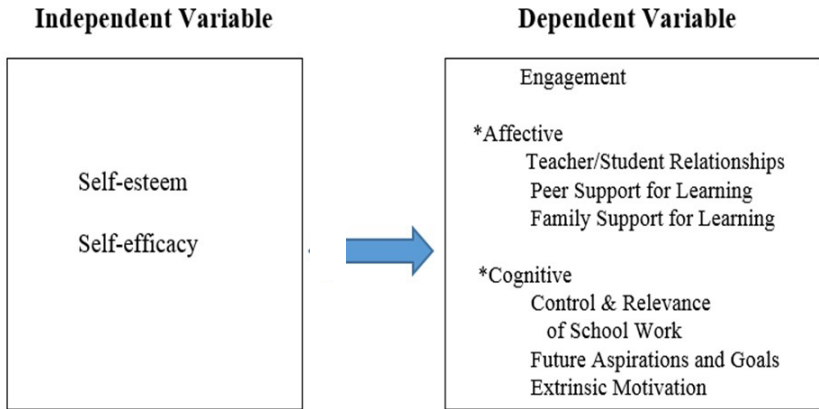 Independent Variable
Self-esteem
Self-efficacy
Dependent Variable
Engagement
*Affective
Teacher/Student Relationships
Peer Support for Learning
Family Support for Learning
*Cognitive
Control & Relevance
of School Work
Future Aspirations and Goals
Extrinsic Motivation